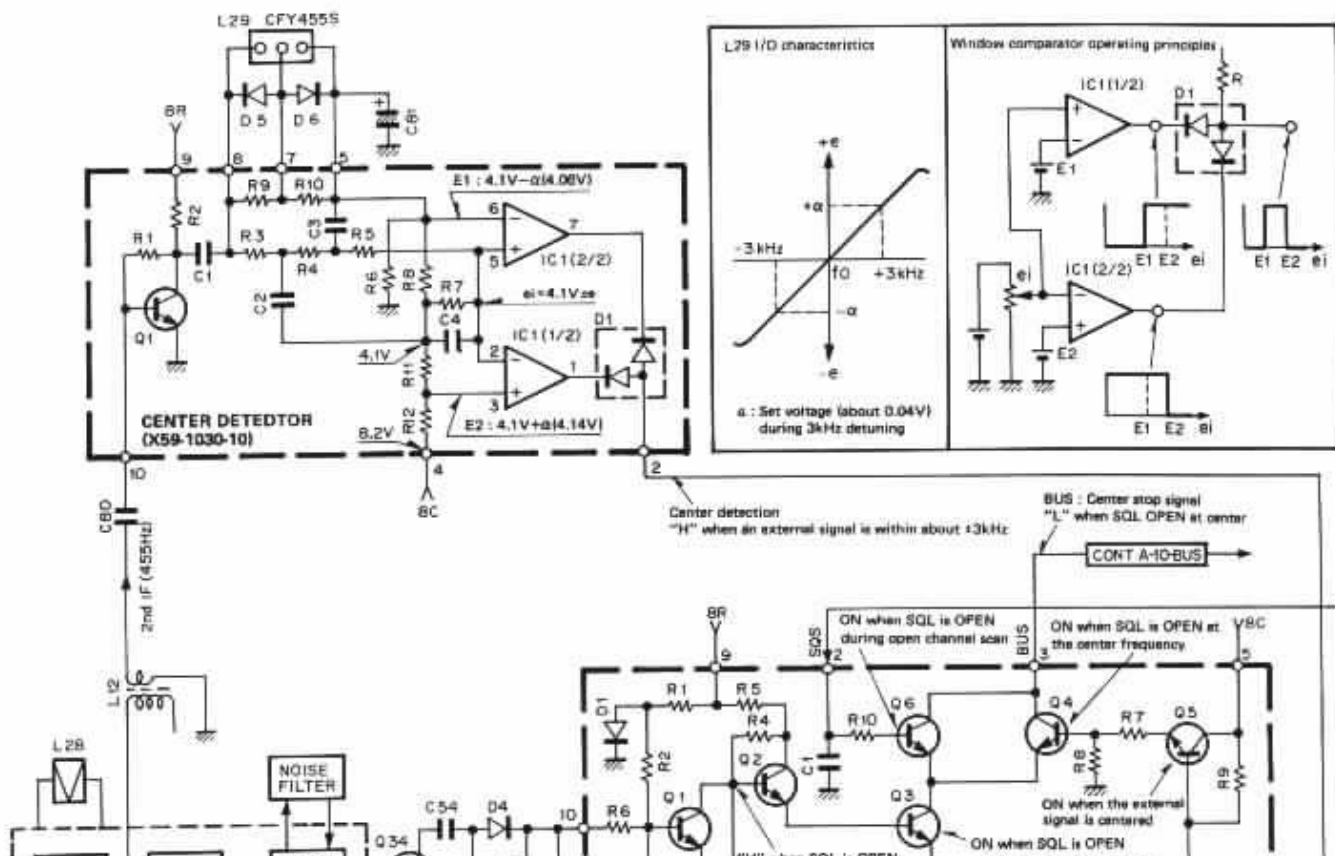 L29 CFY455S
D5
D6
C81
8R
9
8
7
5
R9
R10
R2
R1
C1
R3
R4
C3
R5
C2
R6
R8
R7
C4
Q1
E1 : 4.1V-α(4.06V)
6
5
7
IC1(2/2)
ei=4.1V±e
IC1(1/2)
D1
2
3
1
4.1V
R11
R12
E2 : 4.1V+α(4.14V)
8.2V
CENTER DETEDTOR
(X59-1030-10)
10
4
2
8C
C80
2nd IF (455Hz)
L12
L28
NOISE
FILTER
L29 I/D characteristics
+e
+α
-3kHz
f0
+3kHz
-α
-e
α : Set voltage (about 0.04V)
during 3kHz detuning
Window comparator operating principles
R
IC1(1/2)
D1
+
-
E1
E1 E2 ei
E1 E2 ei
ei
IC1(2/2)
-
+
E2
E1 E2 ei
Center detection
"H" when an external signal is within about ±3kHz
BUS : Center stop signal
"L" when SQL OPEN at center
CONT A-10-BUS
8R
9
SQS
2
ON when SQL is OPEN
during open channel scan
BUS
3
ON when SQL is OPEN at
the center frequency
8C
5
D1
R1
R5
R4
R2
Q2
R10
C1
Q6
Q4
R7
Q5
R8
R9
ON when the external
signal is centered
Q34
C54
D4
10
R6
Q1
Q3
ON when SQL is OPEN
"H" when SQL is OPEN